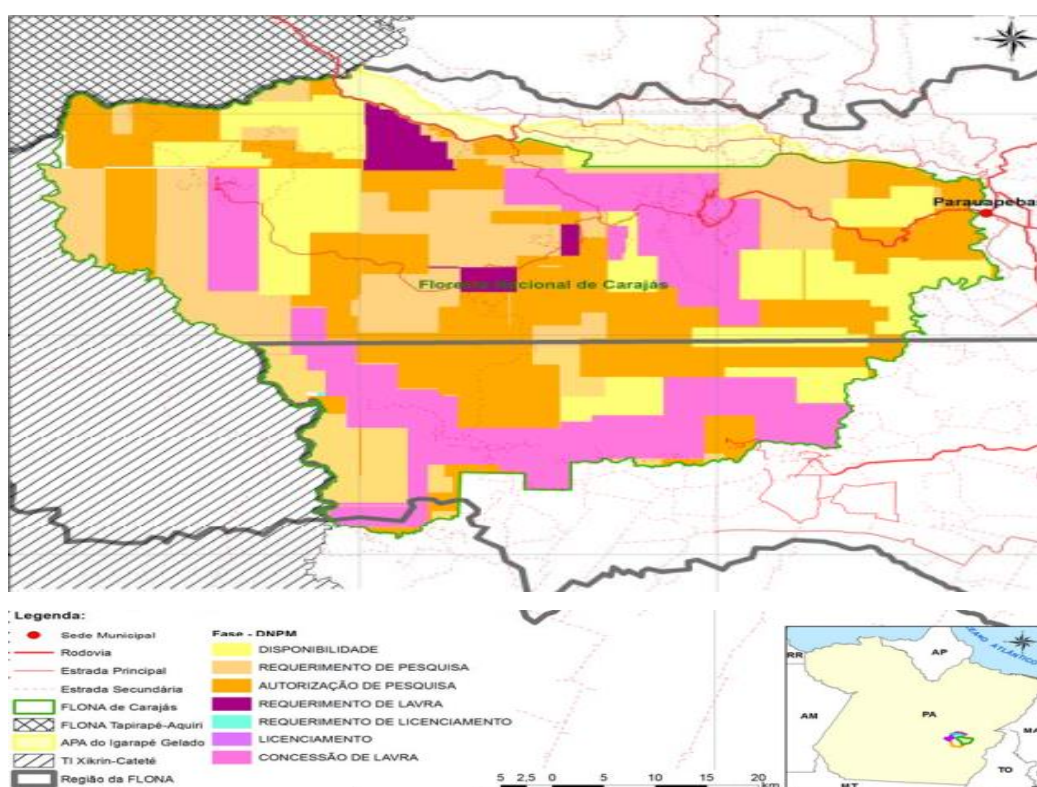 Parauapebas
Floresta Nacional de Carajás
Legenda:
Sede Municipal
Rodovia
Estrada Principal
Estrada Secundária
FLONA de Carajás
FLONA Tapirapé-Aquiri
APA do Igarapé Gelado
TI Xikrin-Cateté
Região da FLONA
Fase - DNPM
DISPONIBILIDADE
REQUERIMENTO DE PESQUISA
AUTORIZAÇÃO DE PESQUISA
REQUERIMENTO DE LAVRA
REQUERIMENTO DE LICENCIAMENTO
LICENCIAMENTO
CONCESSÃO DE LAVRA
5 2,5 0 5 10 15 20
km
RR
AP
ATLÂNTICO
AM
PA
MA
TO
MT